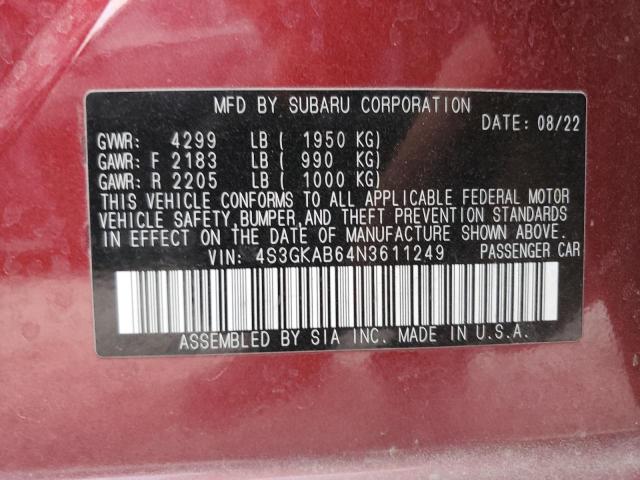 MFD BY SUBARU CORPORATION
DATE: 08/22
GVWR: 4299 LB ( 1950 KG)
GAWR: F 2183 LB ( 990 KG)
GAWR: R 2205 LB ( 1000 KG)
THIS VEHICLE CONFORMS TO ALL APPLICABLE FEDERAL MOTOR
VEHICLE SAFETY, BUMPER, AND THEFT PREVENTION STANDARDS
IN EFFECT ON THE DATE OF MANUFACTURE SHOWN ABOVE.
VIN: 4S3GKAB64N3611249 PASSENGER CAR
ASSEMBLED BY SIA INC. MADE IN U.S.A.